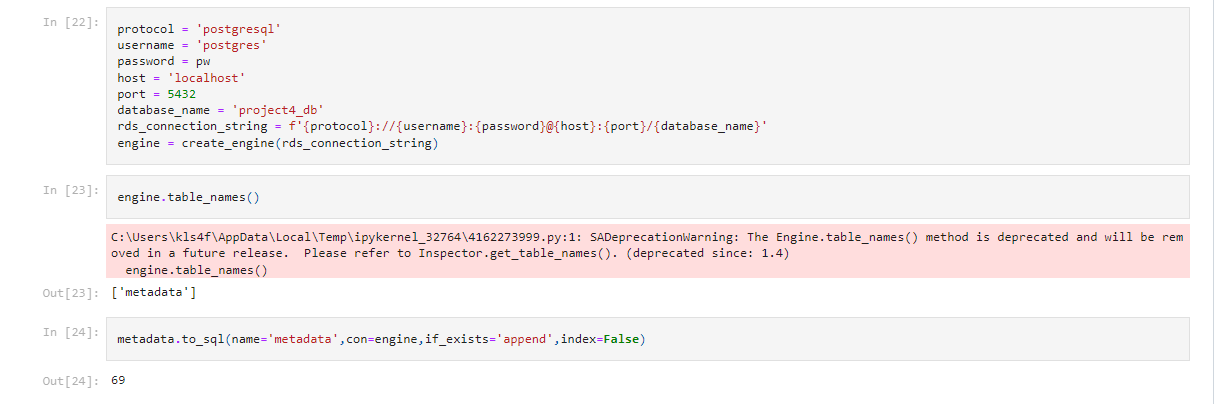 In [22]:
protocol = 'postgresql'
username = 'postgres'
password = pw
host = 'localhost'
port = 5432
database_name = 'project4_db'
rds_connection_string = f'{protocol}://{username}:{password}@{host}:{port}/{database_name}'
engine = create_engine(rds_connection_string)
In [23]:
engine.table_names()
C:\Users\kls4f\AppData\Local\Temp\ipykernel_32764\4162273999.py:1: SADeprecationWarning: The Engine.table_names() method is deprecated and will be rem
oved in a future release.  Please refer to Inspector.get_table_names(). (deprecated since: 1.4)
  engine.table_names()
Out[23]: ['metadata']
In [24]:
metadata.to_sql(name='metadata',con=engine,if_exists='append',index=False)
Out[24]: 69